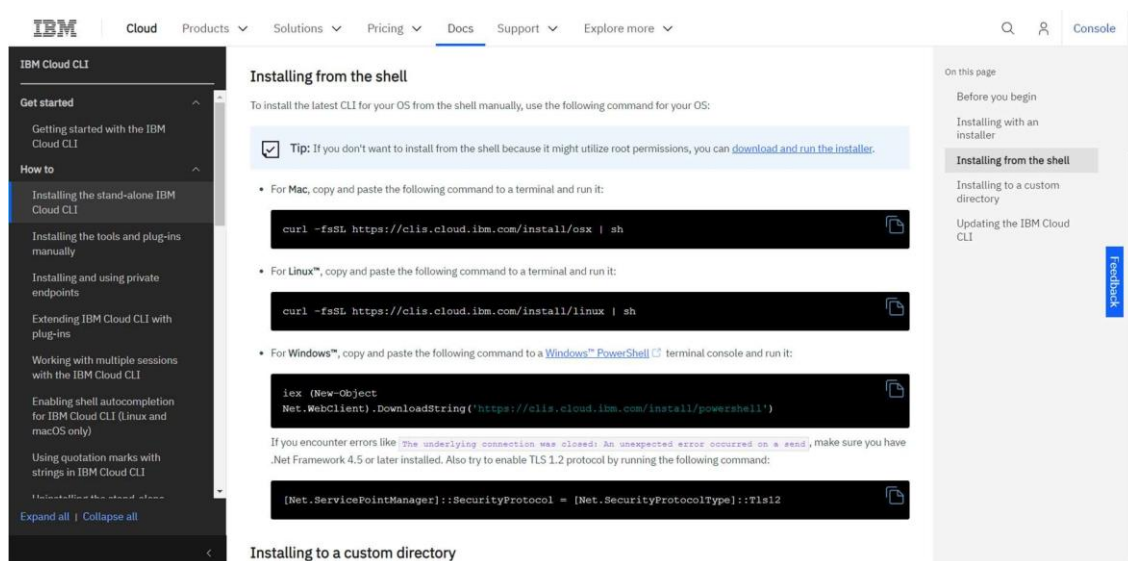 IBM Cloud Products Solutions Pricing Docs Support Explore more Console
IBM Cloud CLI
Get started
Getting started with the IBM
Cloud CLI
How to
Installing the stand-alone IBM
Cloud CLI
Installing the tools and plug-ins
manually
Installing and using private
endpoints
Extending IBM Cloud CLI with
plug-ins
Working with multiple sessions
with the IBM Cloud CLI
Enabling shell autocompletion
for IBM Cloud CLI (Linux and
macOS only)
Using quotation marks with
strings in IBM Cloud CLI
Uninstalling the stand-alone
Expand all | Collapse all
Installing from the shell
To install the latest CLI for your OS from the shell manually, use the following command for your OS:
Tip: If you don't want to install from the shell because it might utilize root permissions, you can download and run the installer.
• For Mac, copy and paste the following command to a terminal and run it:
curl -fsSL https://clis.cloud.ibm.com/install/osx | sh
• For Linux™, copy and paste the following command to a terminal and run it:
curl -fsSL https://clis.cloud.ibm.com/install/linux | sh
• For Windows™, copy and paste the following command to a Windows™ PowerShell terminal console and run it:
iex (New-Object
Net.WebClient).DownloadString('https://clis.cloud.ibm.com/install/powershell')
If you encounter errors like The underlying connection was closed: An unexpected error occurred on a send, make sure you have
.Net Framework 4.5 or later installed. Also try to enable TLS 1.2 protocol by running the following command:
[Net.ServicePointManager]::SecurityProtocol = [Net.SecurityProtocolType]::Tls12
Installing to a custom directory
On this page
Before you begin
Installing with an
installer
Installing from the shell
Installing to a custom
directory
Updating the IBM Cloud
CLI
Feedback